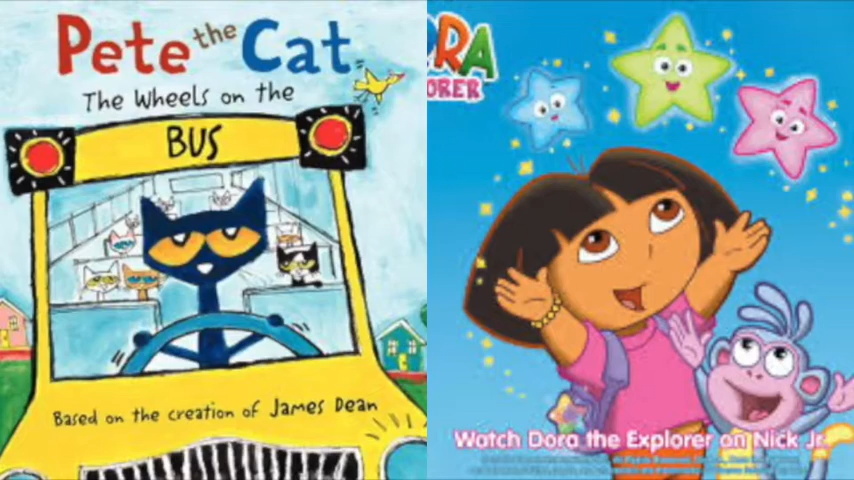 Pete the Cat
The Wheels on the
BUS
Based on the creation of James Dean
ORA
ORER
Watch Dora the Explorer on Nick Jr